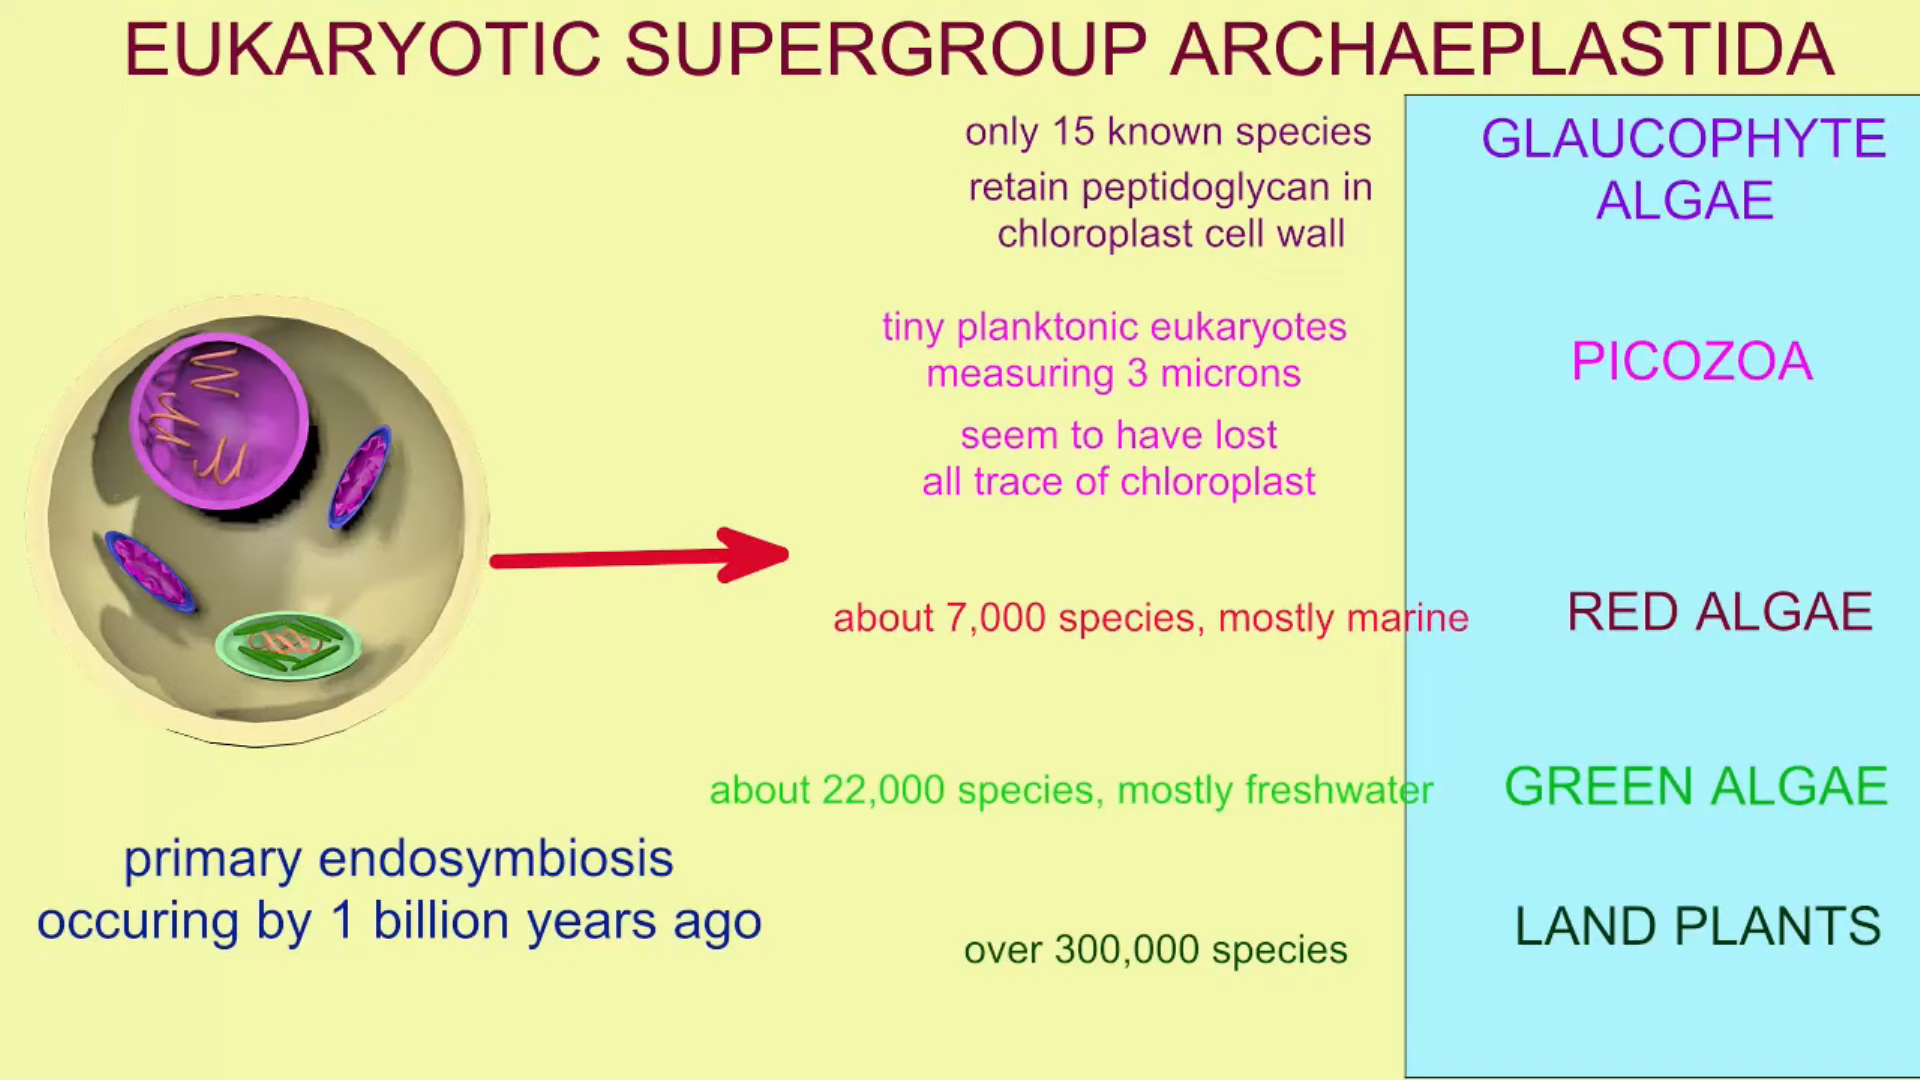 EUKARYOTIC SUPERGROUP ARCHAEPLASTIDA
only 15 known species
retain peptidoglycan in
chloroplast cell wall
GLAUCOPHYTE
ALGAE
tiny planktonic eukaryotes
measuring 3 microns
seem to have lost
all trace of chloroplast
PICOZOA
about 7,000 species, mostly marine
RED ALGAE
about 22,000 species, mostly freshwater
GREEN ALGAE
primary endosymbiosis
occuring by 1 billion years ago
over 300,000 species
LAND PLANTS